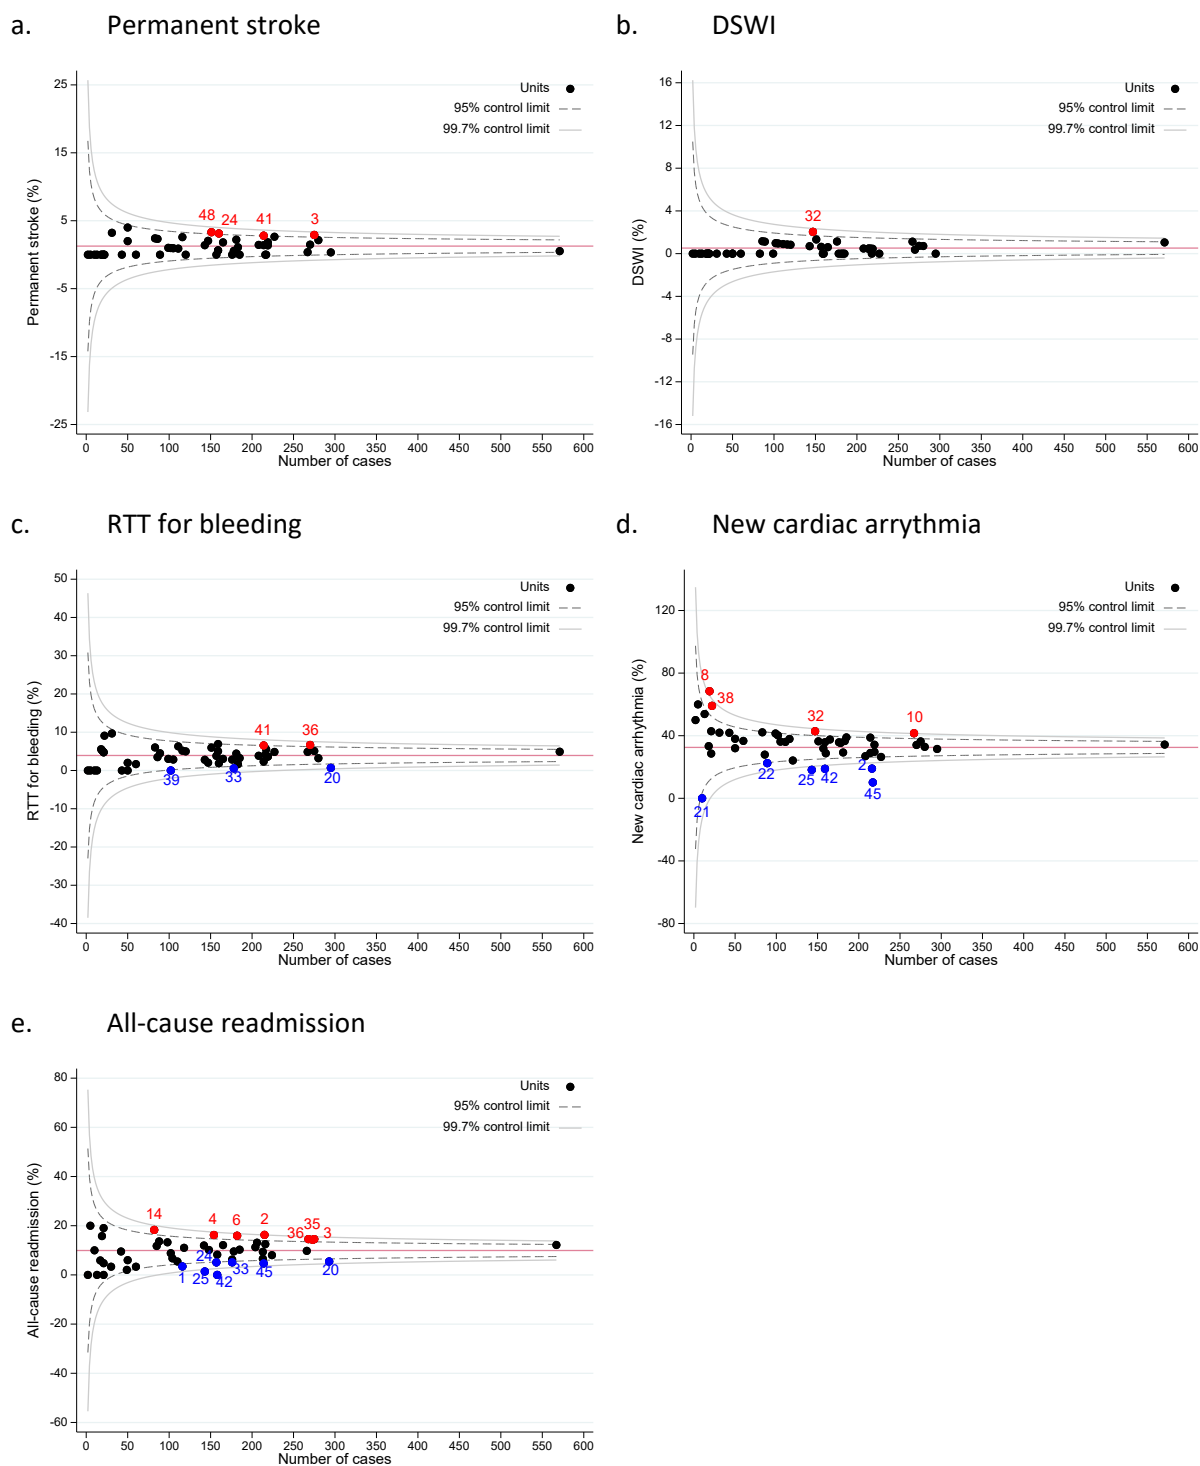 a. Permanent stroke
25
15
5
-5
-15
-25
Permanent stroke (%)
Units
95% control limit
99.7% control limit
48
24
41
3
0 50 100 150 200 250 300 350 400 450 500 550 600
Number of cases
b. DSWI
16
12
8
4
0
-4
-8
-12
-16
DSWI (%)
Units
95% control limit
99.7% control limit
32
0 50 100 150 200 250 300 350 400 450 500 550 600
Number of cases
c. RTT for bleeding
50
40
30
20
10
0
-10
-20
-30
-40
RTT for bleeding (%)
Units
95% control limit
99.7% control limit
41
36
39
33
20
0 50 100 150 200 250 300 350 400 450 500 550 600
Number of cases
d. New cardiac arrythmia
120
80
40
0
-40
-80
New cardiac arrhythmia (%)
Units
95% control limit
99.7% control limit
8
38
32
10
22
25
42
2
45
21
0 50 100 150 200 250 300 350 400 450 500 550 600
Number of cases
e. All-cause readmission
80
60
40
20
0
-20
-40
-60
All-cause readmission (%)
Units
95% control limit
99.7% control limit
14
4
6
2
36
35
3
24
1
25
42
33
45
20
0 50 100 150 200 250 300 350 400 450 500 550 600
Number of cases